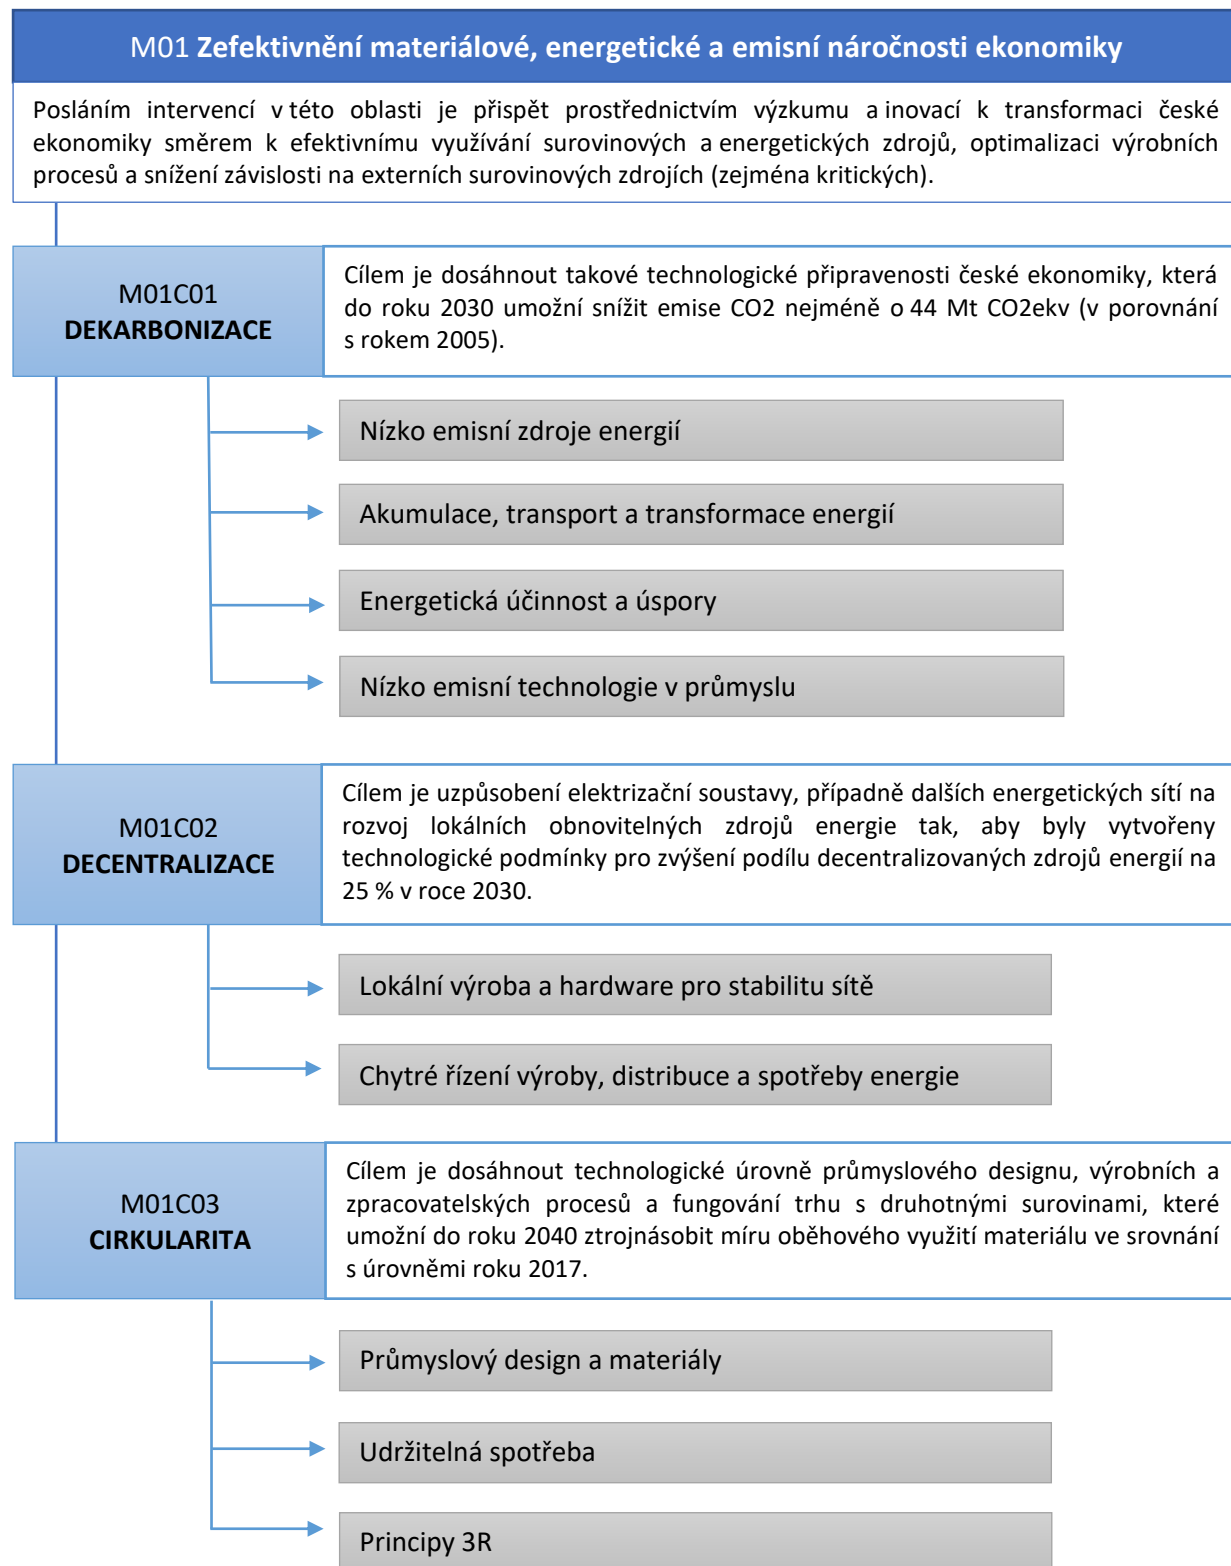 M01 Zefektivnění materiálové, energetické a emisní náročnosti ekonomiky
Posláním intervencí v této oblasti je přispět prostřednictvím výzkumu a inovací k transformaci české
ekonomiky směrem k efektivnímu využívání surovinových a energetických zdrojů, optimalizaci výrobních
procesů a snížení závislosti na externích surovinových zdrojích (zejména kritických).
M01C01
DEKARBONIZACE
Cílem je dosáhnout takové technologické připravenosti české ekonomiky, která
do roku 2030 umožní snížit emise CO2 nejméně o 44 Mt CO2ekv (v porovnání
s rokem 2005).
Nízko emisní zdroje energií
Akumulace, transport a transformace energií
Energetická účinnost a úspory
Nízko emisní technologie v průmyslu
M01C02
DECENTRALIZACE
Cílem je uzpůsobení elektrizační soustavy, případně dalších energetických sítí na
rozvoj lokálních obnovitelných zdrojů energie tak, aby byly vytvořeny
technologické podmínky pro zvýšení podílu decentralizovaných zdrojů energií na
25 % v roce 2030.
Lokální výroba a hardware pro stabilitu sítě
Chytré řízení výroby, distribuce a spotřeby energie
M01C03
CIRKULARITA
Cílem je dosáhnout technologické úrovně průmyslového designu, výrobních a
zpracovatelských procesů a fungování trhu s druhotnými surovinami, které
umožní do roku 2040 ztrojnásobit míru oběhového využití materiálu ve srovnání
s úrovněmi roku 2017.
Průmyslový design a materiály
Udržitelná spotřeba
Principy 3R